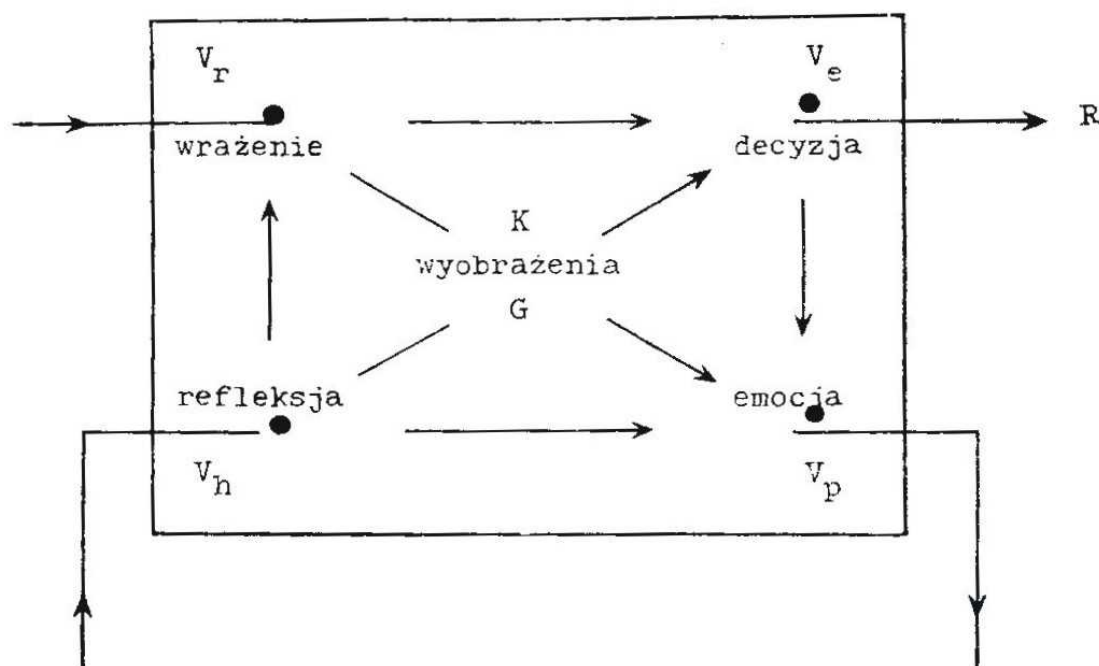 V_r V_e
R
wrażenie decyzja
K
wyobrażenia
G
refleksja emocja
V_h V_p